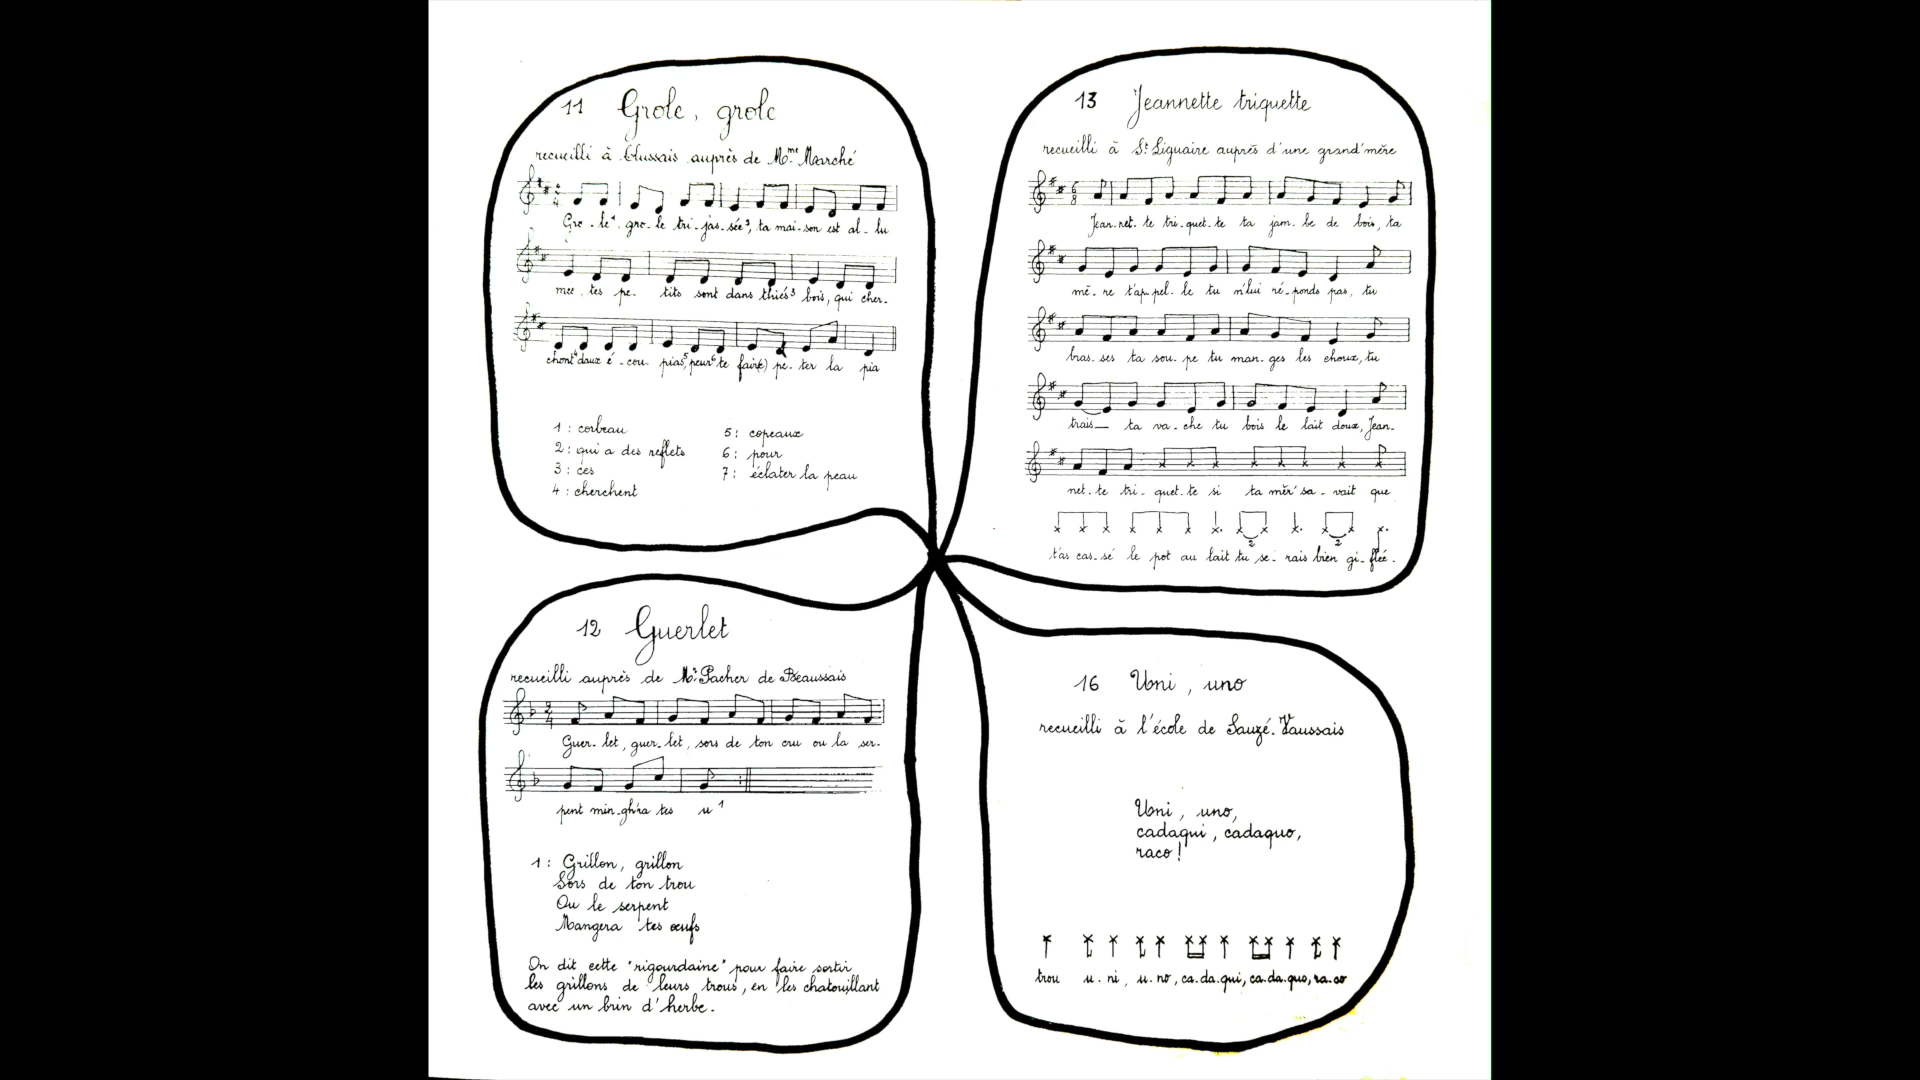 11 Grole, grole
recueilli à Clussais auprès de Mme Marché
Gro-le¹ gro-le tri-jas-sée³, ta mai-son est al-lu
mée, tes pe-tits sont dans thiés³ bois, qui cher-
chont⁴ daux é-cou-pias⁵, peur⁶ te fair(e) pe-ter la pia
1 : corbeau
2 : qui a des reflets
3 : ces
4 : cherchent
5 : copeaux
6 : pour
7 : éclater la peau
12 Guerlet
recueilli auprès de Mr Pacher de Beaussais
Guer-let, guer-let, sors de ton cru ou la ser-
pent min-gh'ra tes u¹
1 : Grillon, grillon
Sors de ton trou
Ou le serpent
Mangera tes œufs
On dit cette "rigourdaine" pour faire sortir
les grillons de leurs trous, en les chatouillant
avec un brin d'herbe.
13 Jeannette triquette
recueilli à St Liguaire auprès d'une grand'mère
Jean-net-te tri-quet-te ta jam-be de bois, ta
mè-re t'ap-pel-le tu n'lui ré-ponds pas, tu
bras-ses ta sou-pe tu man-ges les choux, tu
trais_ ta va-che tu bois le lait doux, Jean-
net-te tri-quet-te si ta mèr' sa-vait que
t'as cas-sé le pot au lait tu se-rais bien gi-flée.
2 2
16 Uni, uno
recueilli à l'école de Sauzé-Vaussais
Uni, uno,
cadaqui, cadaquo,
raco !
trou u-ni, u-no, ca-da-qui, ca-da-quo, ra-co